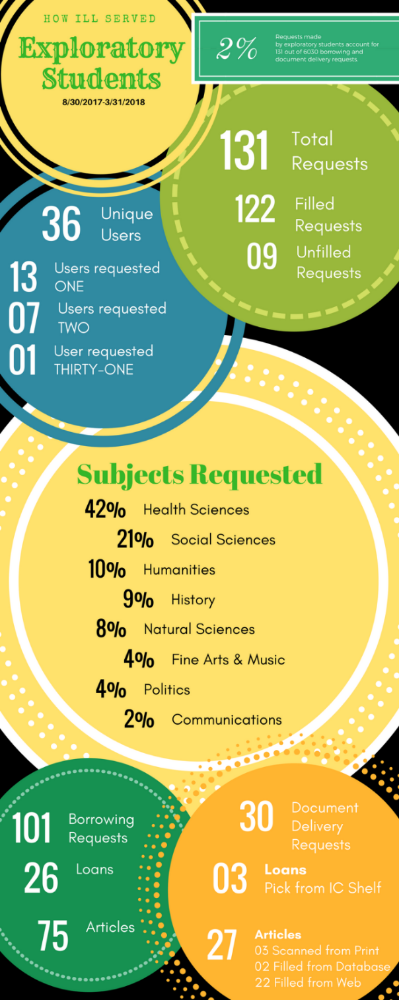 HOW ILL SERVED
Exploratory
Students
8/30/2017-3/31/2018
2%
Requests made
by exploratory students account for
131 out of 6030 borrowing and
document delivery requests.
131 Total
Requests
122 Filled
Requests
09 Unfilled
Requests
36 Unique
Users
13 Users requested
ONE
07 Users requested
TWO
01 User requested
THIRTY-ONE
Subjects Requested
42% Health Sciences
21% Social Sciences
10% Humanities
9% History
8% Natural Sciences
4% Fine Arts & Music
4% Politics
2% Communications
101 Borrowing
Requests
26 Loans
75 Articles
30 Document
Delivery
Requests
03 Loans
Pick from IC Shelf
27 Articles
03 Scanned from Print
02 Filled from Database
22 Filled from Web